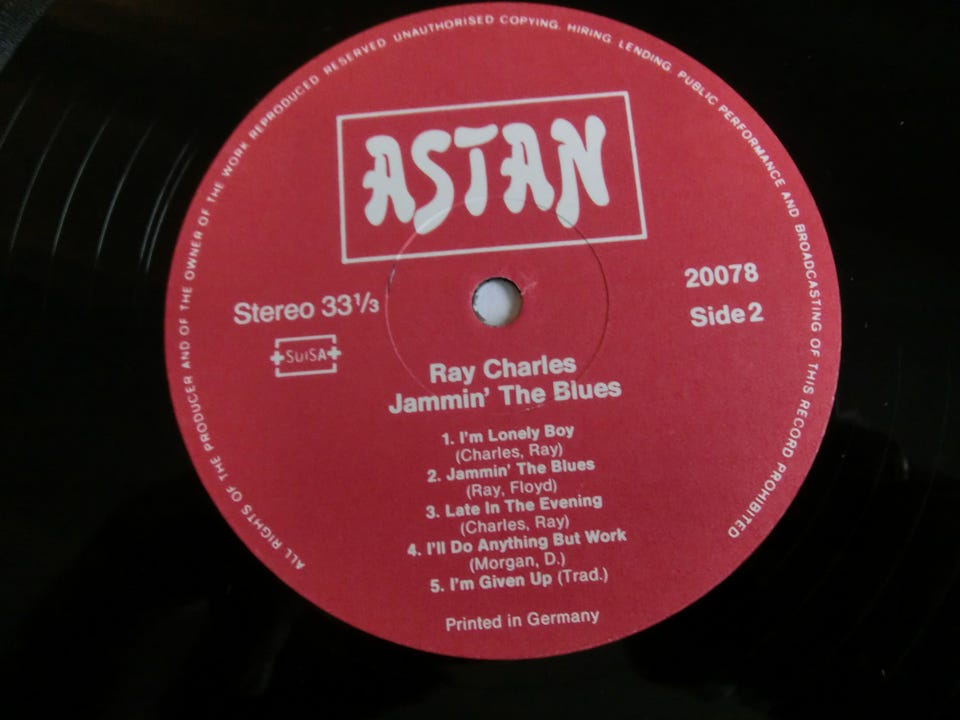 ALL RIGHTS OF THE PRODUCER AND OF THE OWNER OF THE WORK REPRODUCED RESERVED UNAUTHORISED COPYING. HIRING, LENDING PUBLIC PERFORMANCE AND BROADCASTING OF THIS RECORD PROHIBITED
ASTAN
Stereo 33⅓
SUISA
20078
Side 2
Ray Charles
Jammin' The Blues
1. I'm Lonely Boy
(Charles, Ray)
2. Jammin' The Blues
(Ray, Floyd)
3. Late In The Evening
(Charles, Ray)
4. I'll Do Anything But Work
(Morgan, D.)
5. I'm Given Up (Trad.)
Printed in Germany